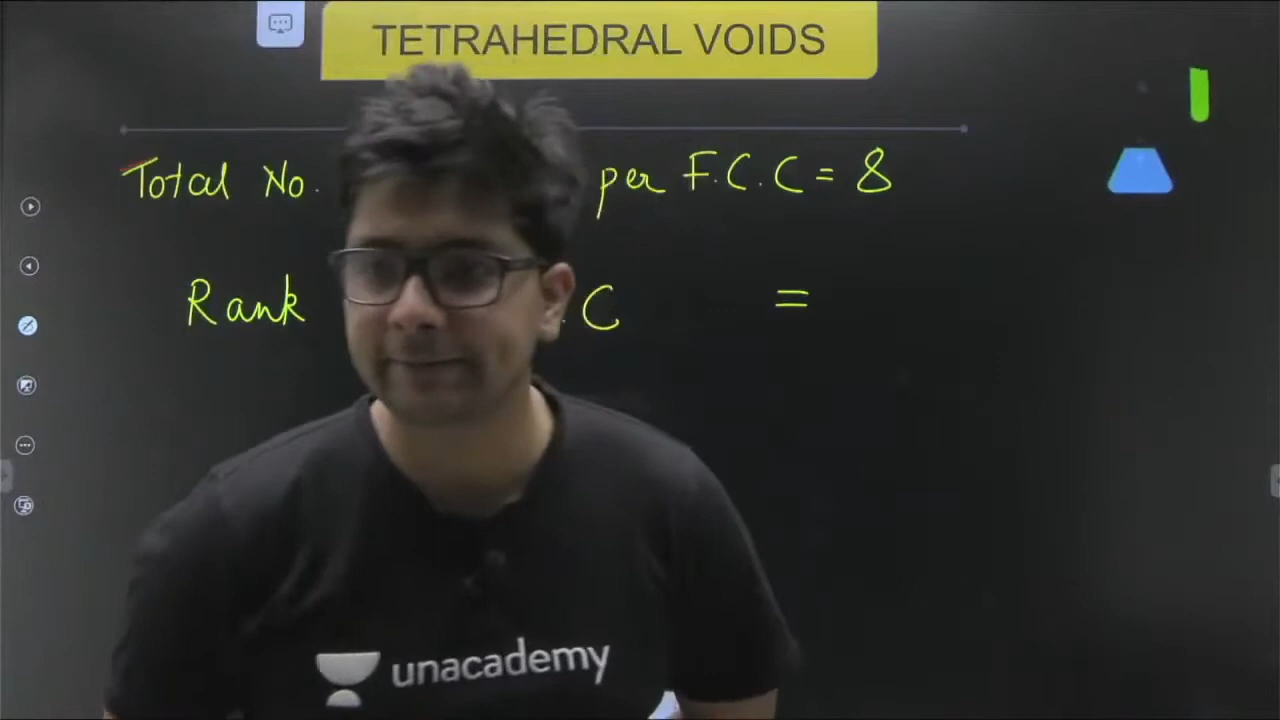 TETRAHEDRAL VOIDS
Total No. per F.C.C = 8
Rank . C =
unacademy